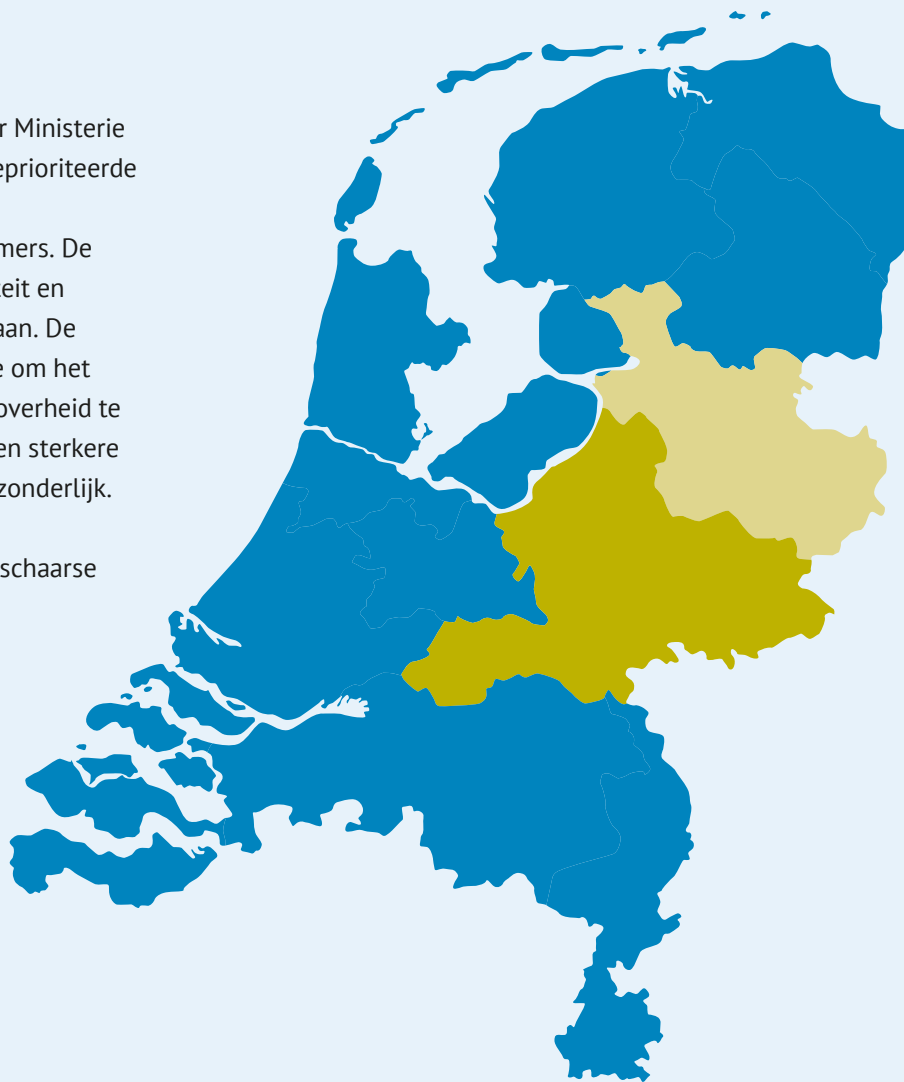 r Ministerie
eprioriteerde
mers. De
eit en
aan. De
e om het
overheid te
en sterkere
zonderlijk.
schaarse